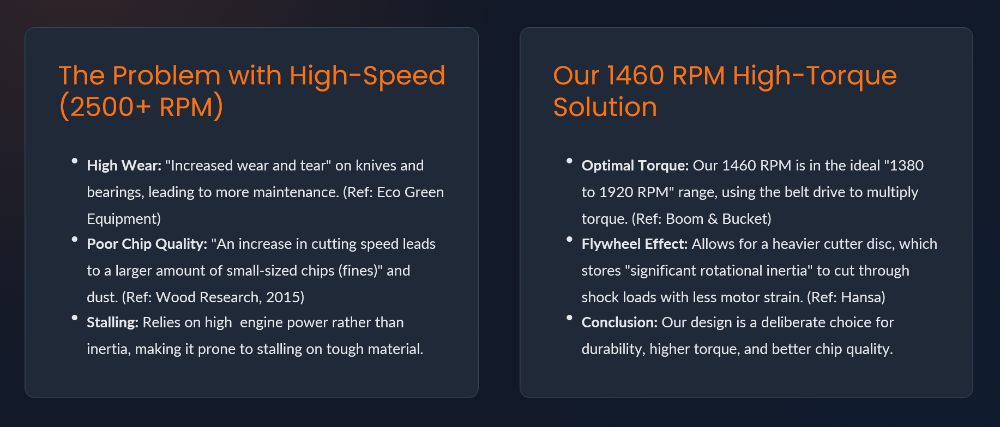 The Problem with High-Speed
(2500+ RPM)
• High Wear: "Increased wear and tear" on knives and
bearings, leading to more maintenance. (Ref: Eco Green
Equipment)
• Poor Chip Quality: "An increase in cutting speed leads
to a larger amount of small-sized chips (fines)" and
dust. (Ref: Wood Research, 2015)
• Stalling: Relies on high  engine power rather than
inertia, making it prone to stalling on tough material.
Our 1460 RPM High-Torque
Solution
• Optimal Torque: Our 1460 RPM is in the ideal "1380
to 1920 RPM" range, using the belt drive to multiply
torque. (Ref: Boom & Bucket)
• Flywheel Effect: Allows for a heavier cutter disc, which
stores "significant rotational inertia" to cut through
shock loads with less motor strain. (Ref: Hansa)
• Conclusion: Our design is a deliberate choice for
durability, higher torque, and better chip quality.